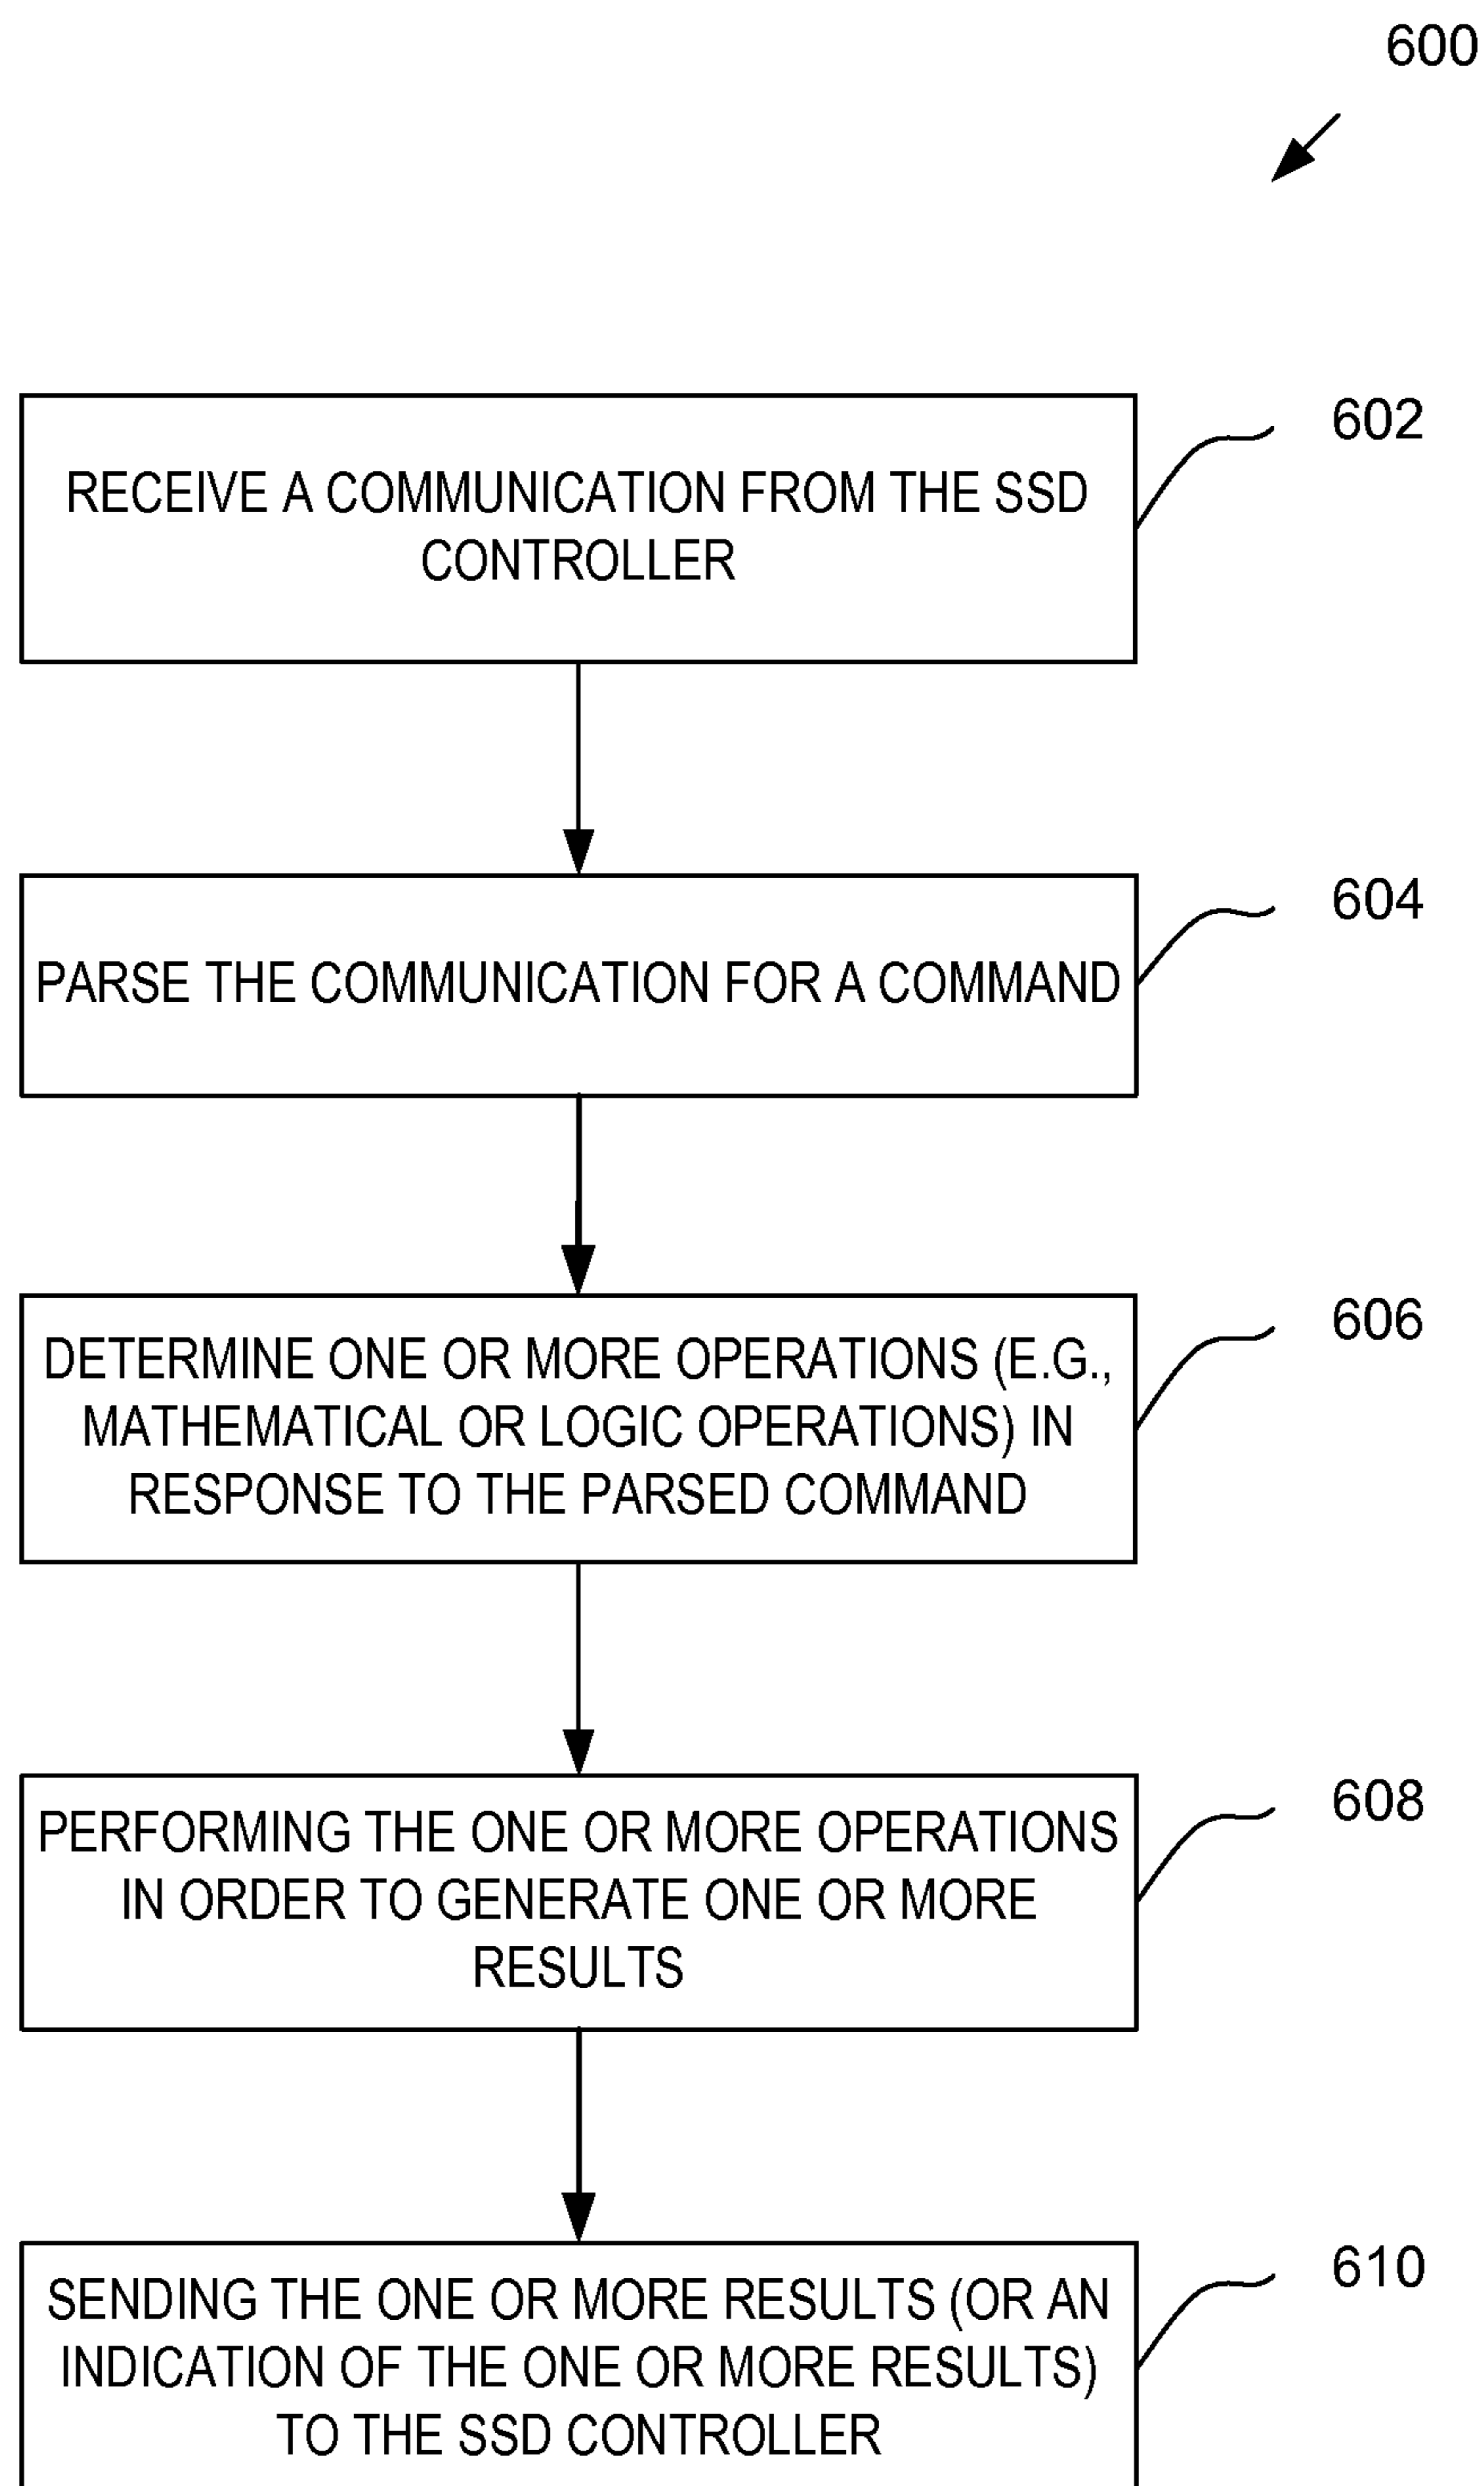 600
602
RECEIVE A COMMUNICATION FROM THE SSD
CONTROLLER
604
PARSE THE COMMUNICATION FOR A COMMAND
606
DETERMINE ONE OR MORE OPERATIONS (E.G.,
MATHEMATICAL OR LOGIC OPERATIONS) IN
RESPONSE TO THE PARSED COMMAND
608
PERFORMING THE ONE OR MORE OPERATIONS
IN ORDER TO GENERATE ONE OR MORE
RESULTS
610
SENDING THE ONE OR MORE RESULTS (OR AN
INDICATION OF THE ONE OR MORE RESULTS)
TO THE SSD CONTROLLER